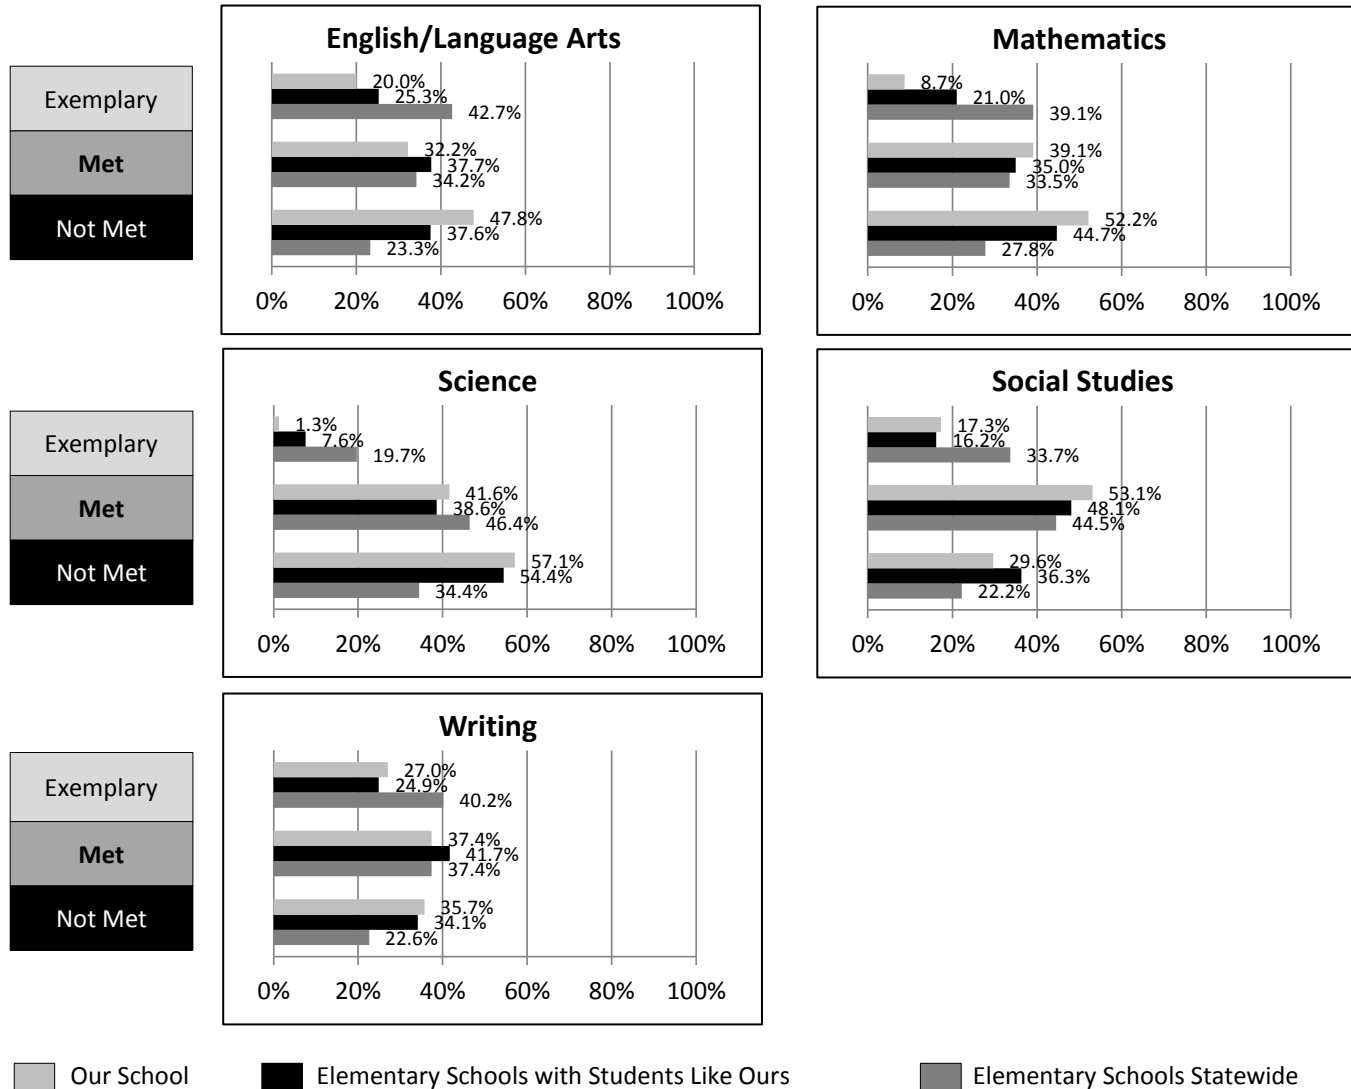 English/Language Arts
Exemplary
Met
Not Met
20.0%
25.3%
42.7%
32.2%
37.7%
34.2%
47.8%
37.6%
23.3%
0% 20% 40% 60% 80% 100%
Mathematics
8.7%
21.0%
39.1%
39.1%
35.0%
33.5%
52.2%
44.7%
27.8%
0% 20% 40% 60% 80% 100%
Science
Exemplary
Met
Not Met
1.3%
7.6%
19.7%
41.6%
38.6%
46.4%
57.1%
54.4%
34.4%
0% 20% 40% 60% 80% 100%
Social Studies
17.3%
16.2%
33.7%
53.1%
48.1%
44.5%
29.6%
36.3%
22.2%
0% 20% 40% 60% 80% 100%
Writing
Exemplary
Met
Not Met
27.0%
24.9%
40.2%
37.4%
41.7%
37.4%
35.7%
34.1%
22.6%
0% 20% 40% 60% 80% 100%
Our School Elementary Schools with Students Like Ours Elementary Schools Statewide